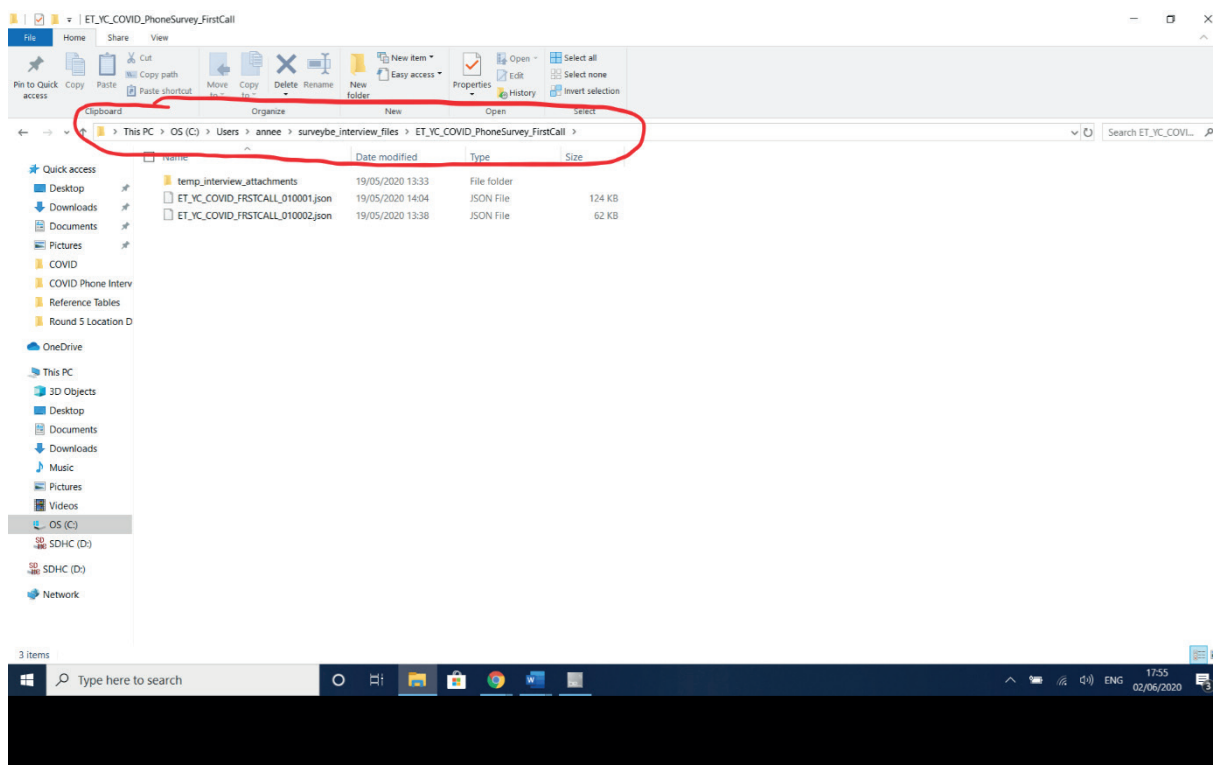 ET_YC_COVID_PhoneSurvey_FirstCall
File Home Share View
Pin to Quick access
Copy
Paste
Cut
Copy path
Paste shortcut
Move to
Copy to
Delete
Rename
New folder
New item
Easy access
Properties
Open
Edit
History
Select all
Select none
Invert selection
Clipboard Organize New Open Select
This PC > OS (C:) > Users > annee > surveybe_interview_files > ET_YC_COVID_PhoneSurvey_FirstCall >
Search ET_YC_COVI...
Name Date modified Type Size
temp_interview_attachments 19/05/2020 13:33 File folder
ET_YC_COVID_FRSTCALL_010001.json 19/05/2020 14:04 JSON File 124 KB
ET_YC_COVID_FRSTCALL_010002.json 19/05/2020 13:38 JSON File 62 KB
Quick access
Desktop
Downloads
Documents
Pictures
COVID
COVID Phone Interv
Reference Tables
Round 5 Location D
OneDrive
This PC
3D Objects
Desktop
Documents
Downloads
Music
Pictures
Videos
OS (C:)
SDHC (D:)
SDHC (D:)
Network
3 items
Type here to search
ENG
17:55
02/06/2020
3